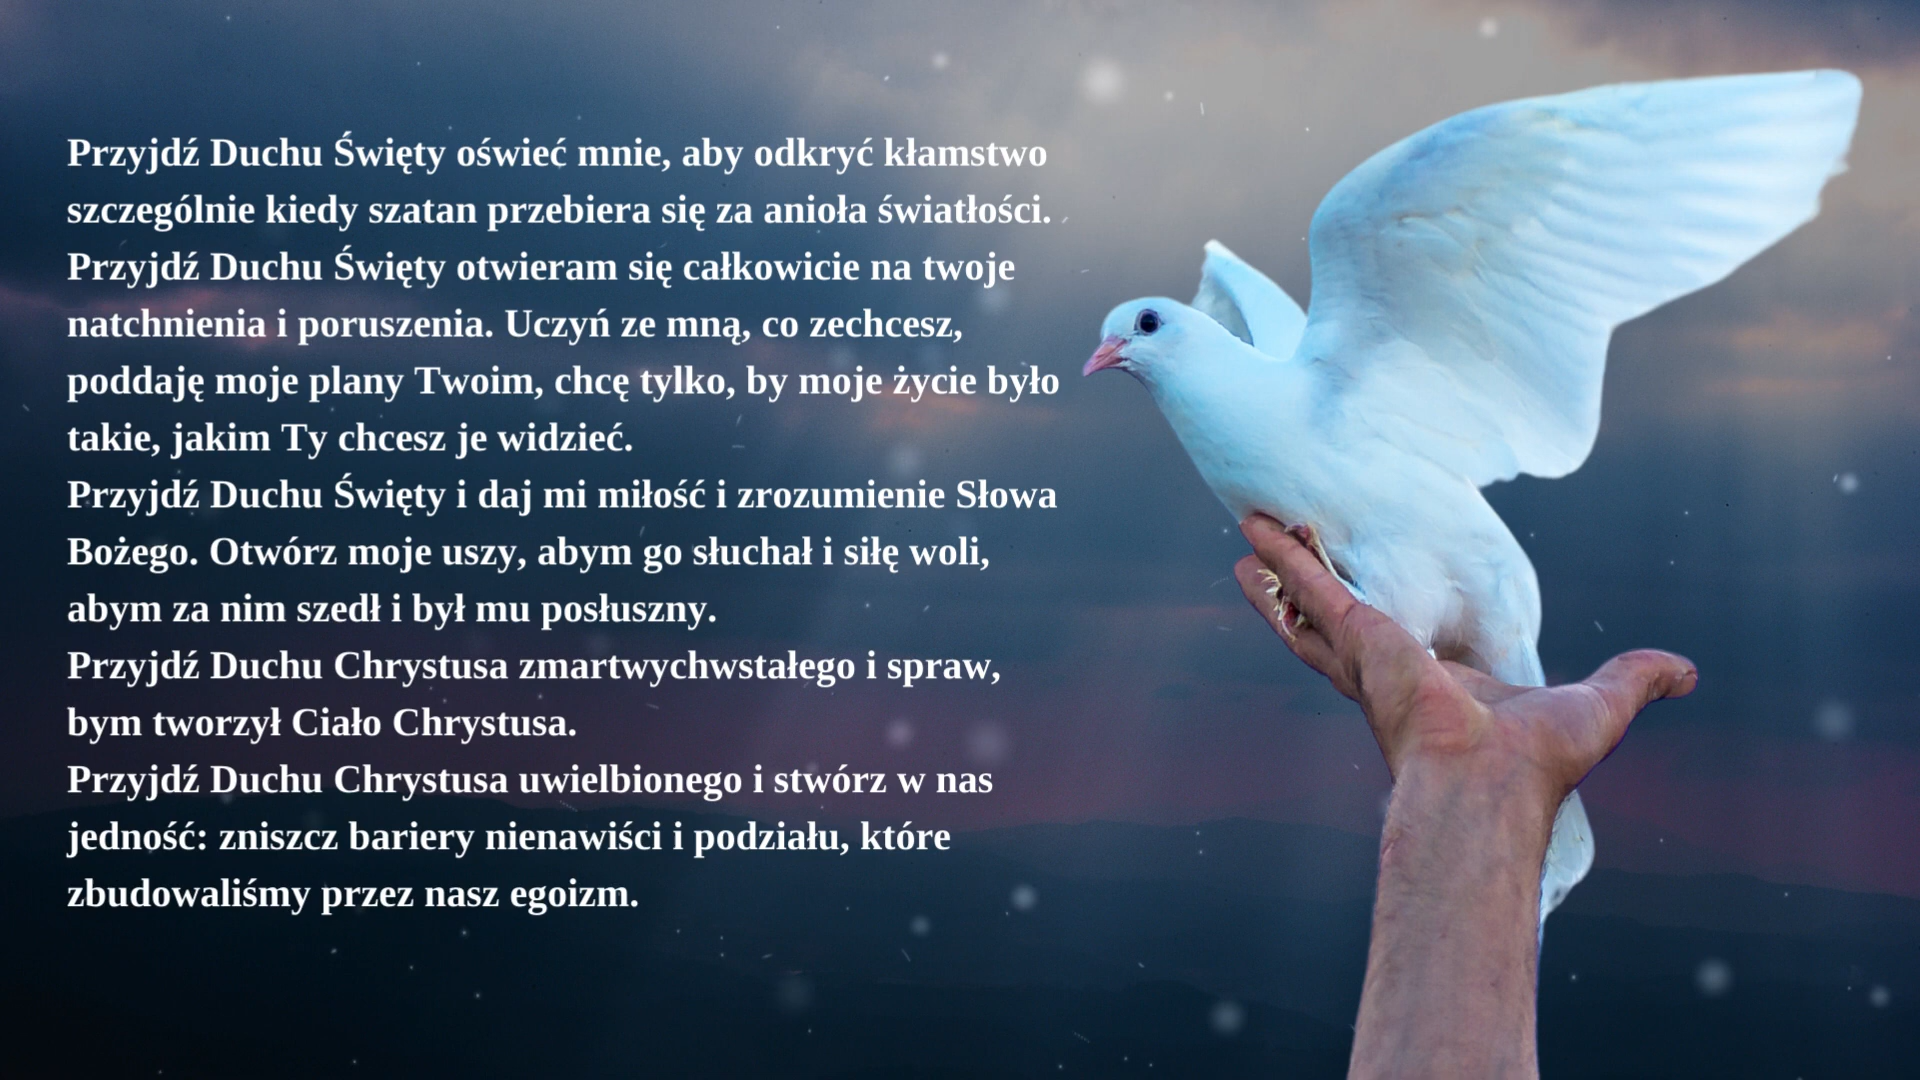 Przyjdź Duchu Święty oświeć mnie, aby odkryć kłamstwo
szczególnie kiedy szatan przebiera się za anioła światłości.
Przyjdź Duchu Święty otwieram się całkowicie na twoje
natchnienia i poruszenia. Uczyń ze mną, co zechcesz,
poddaję moje plany Twoim, chcę tylko, by moje życie było
takie, jakim Ty chcesz je widzieć.
Przyjdź Duchu Święty i daj mi miłość i zrozumienie Słowa
Bożego. Otwórz moje uszy, abym go słuchał i siłę woli,
abym za nim szedł i był mu posłuszny.
Przyjdź Duchu Chrystusa zmartwychwstałego i spraw,
bym tworzył Ciało Chrystusa.
Przyjdź Duchu Chrystusa uwielbionego i stwórz w nas
jedność: zniszcz bariery nienawiści i podziału, które
zbudowaliśmy przez nasz egoizm.